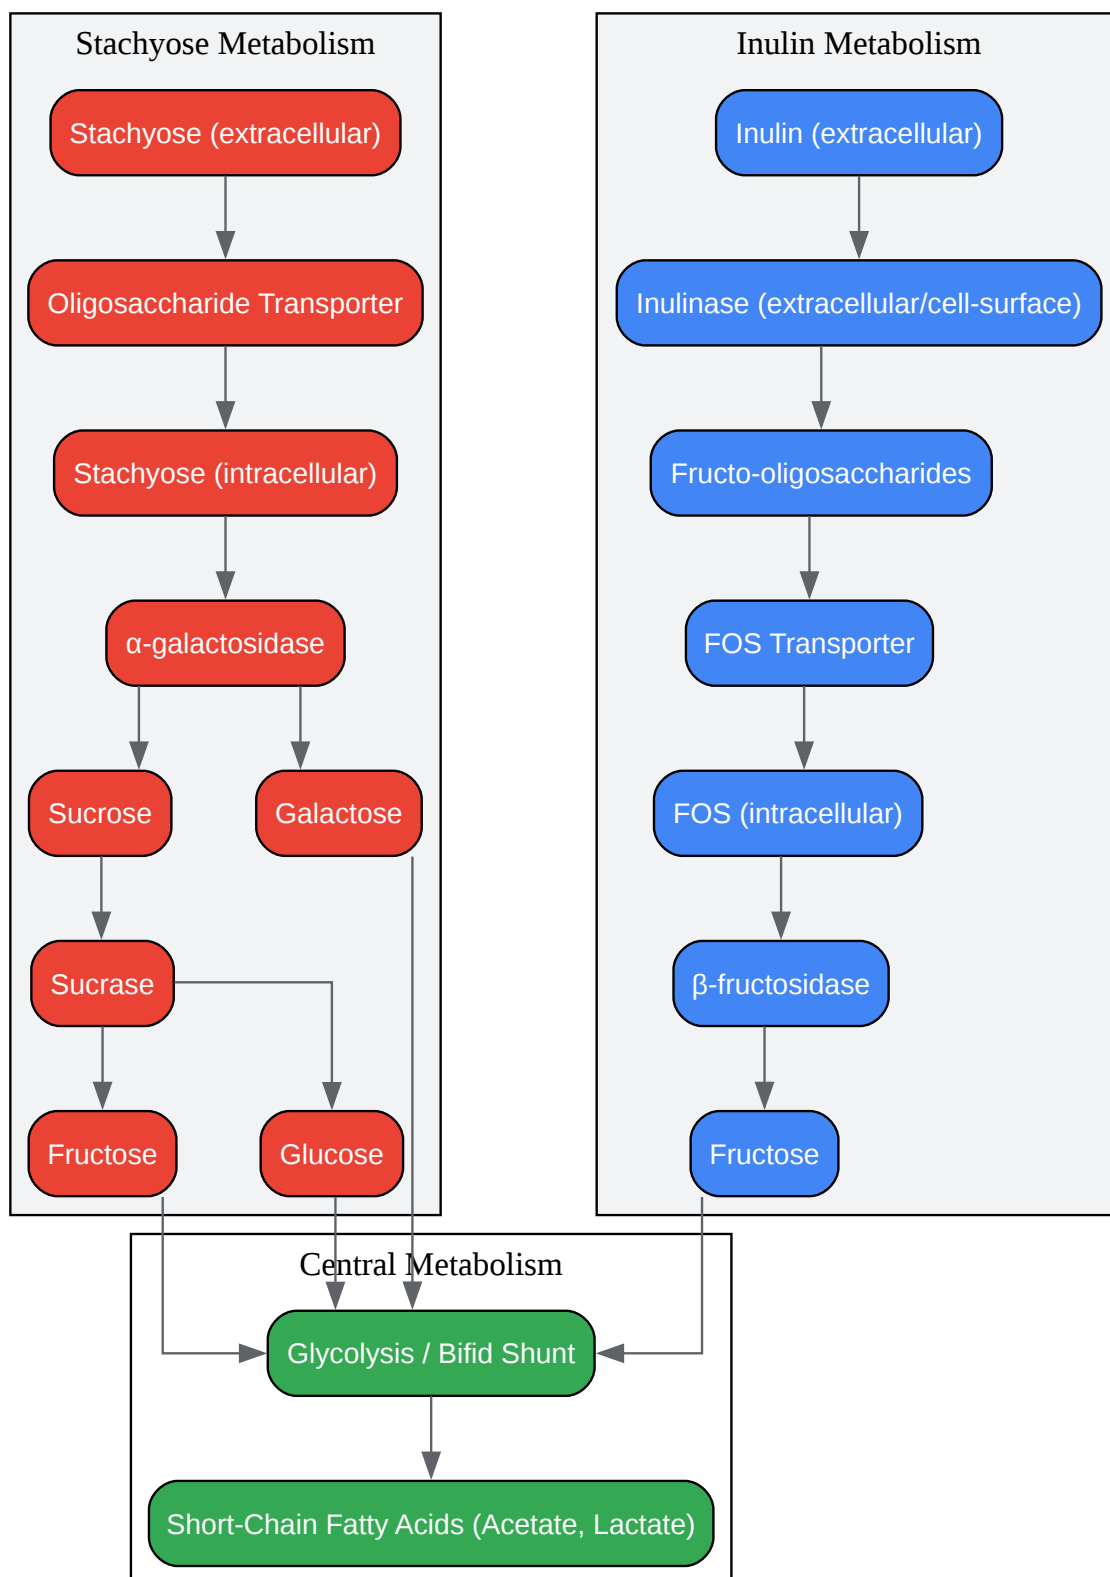 Stachyose Metabolism
Stachyose (extracellular)
Oligosaccharide Transporter
Stachyose (intracellular)
α-galactosidase
Sucrose
Galactose
Sucrase
Fructose
Glucose
Inulin Metabolism
Inulin (extracellular)
Inulinase (extracellular/cell-surface)
Fructo-oligosaccharides
FOS Transporter
FOS (intracellular)
β-fructosidase
Fructose
Central Metabolism
Glycolysis / Bifid Shunt
Short-Chain Fatty Acids (Acetate, Lactate)